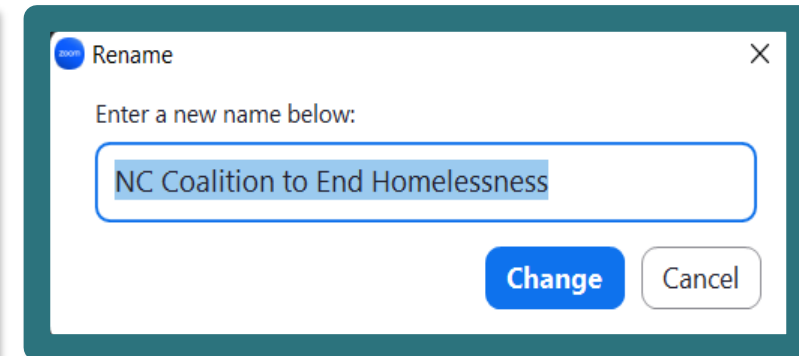 zoom Rename
Enter a new name below:
NC Coalition to End Homelessness
Change Cancel